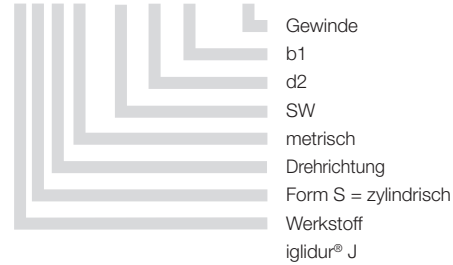 Gewinde
b1
d2
SW
metrisch
Drehrichtung
Form S = zylindrisch
Werkstoff
iglidur® J